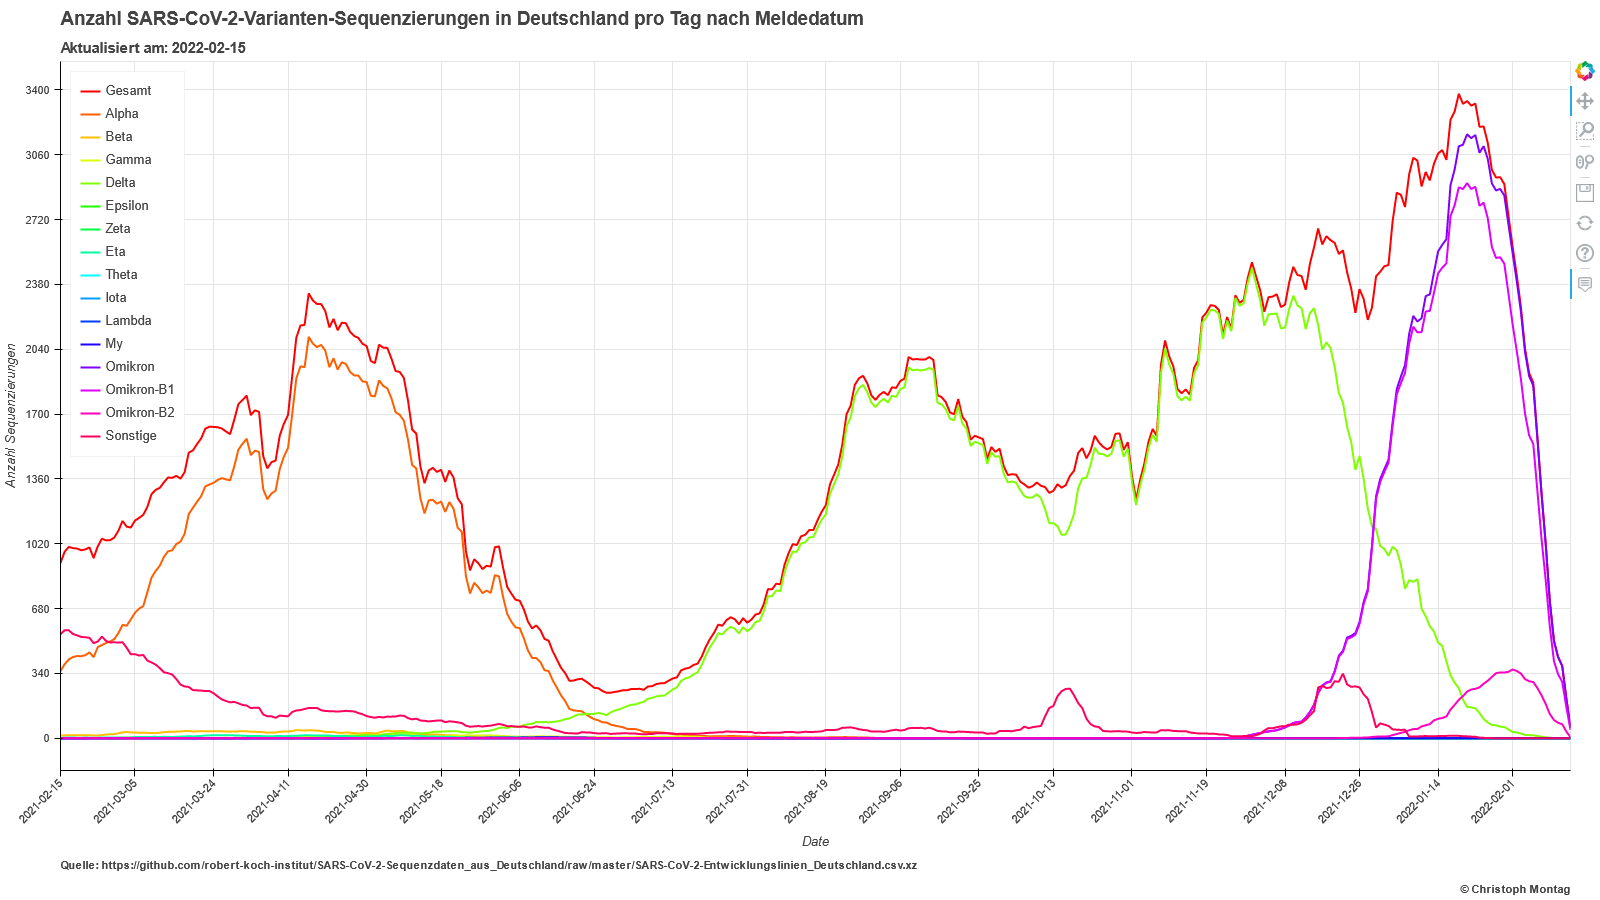 Anzahl SARS-CoV-2-Varianten-Sequenzierungen in Deutschland pro Tag nach Meldedatum
Aktualisiert am: 2022-02-15
Gesamt
Alpha
Beta
Gamma
Delta
Epsilon
Zeta
Eta
Theta
Iota
Lambda
My
Omikron
Omikron-B1
Omikron-B2
Sonstige
Anzahl Sequenzierungen
3400
3060
2720
2380
2040
1700
1360
1020
680
340
0
2021-02-15
2021-03-05
2021-03-24
2021-04-11
2021-04-30
2021-05-18
2021-06-06
2021-06-24
2021-07-13
2021-07-31
2021-08-19
2021-09-06
2021-09-25
2021-10-13
2021-11-01
2021-11-19
2021-12-08
2021-12-26
2022-01-14
2022-02-01
Date
Quelle: https://github.com/robert-koch-institut/SARS-CoV-2-Sequenzdaten_aus_Deutschland/raw/master/SARS-CoV-2-Entwicklungslinien_Deutschland.csv.xz
© Christoph Montag